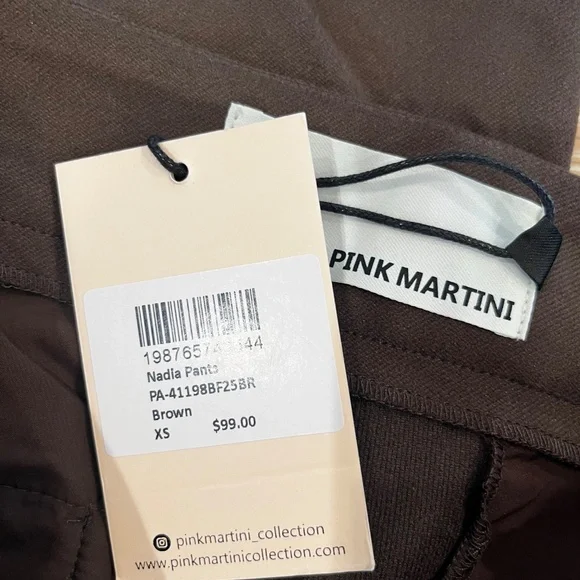 PINK MARTINI
Nadia Pants
PA-41198BF25BR
Brown
XS $99.00
pinkmartini_collection
www.pinkmartinicollection.com